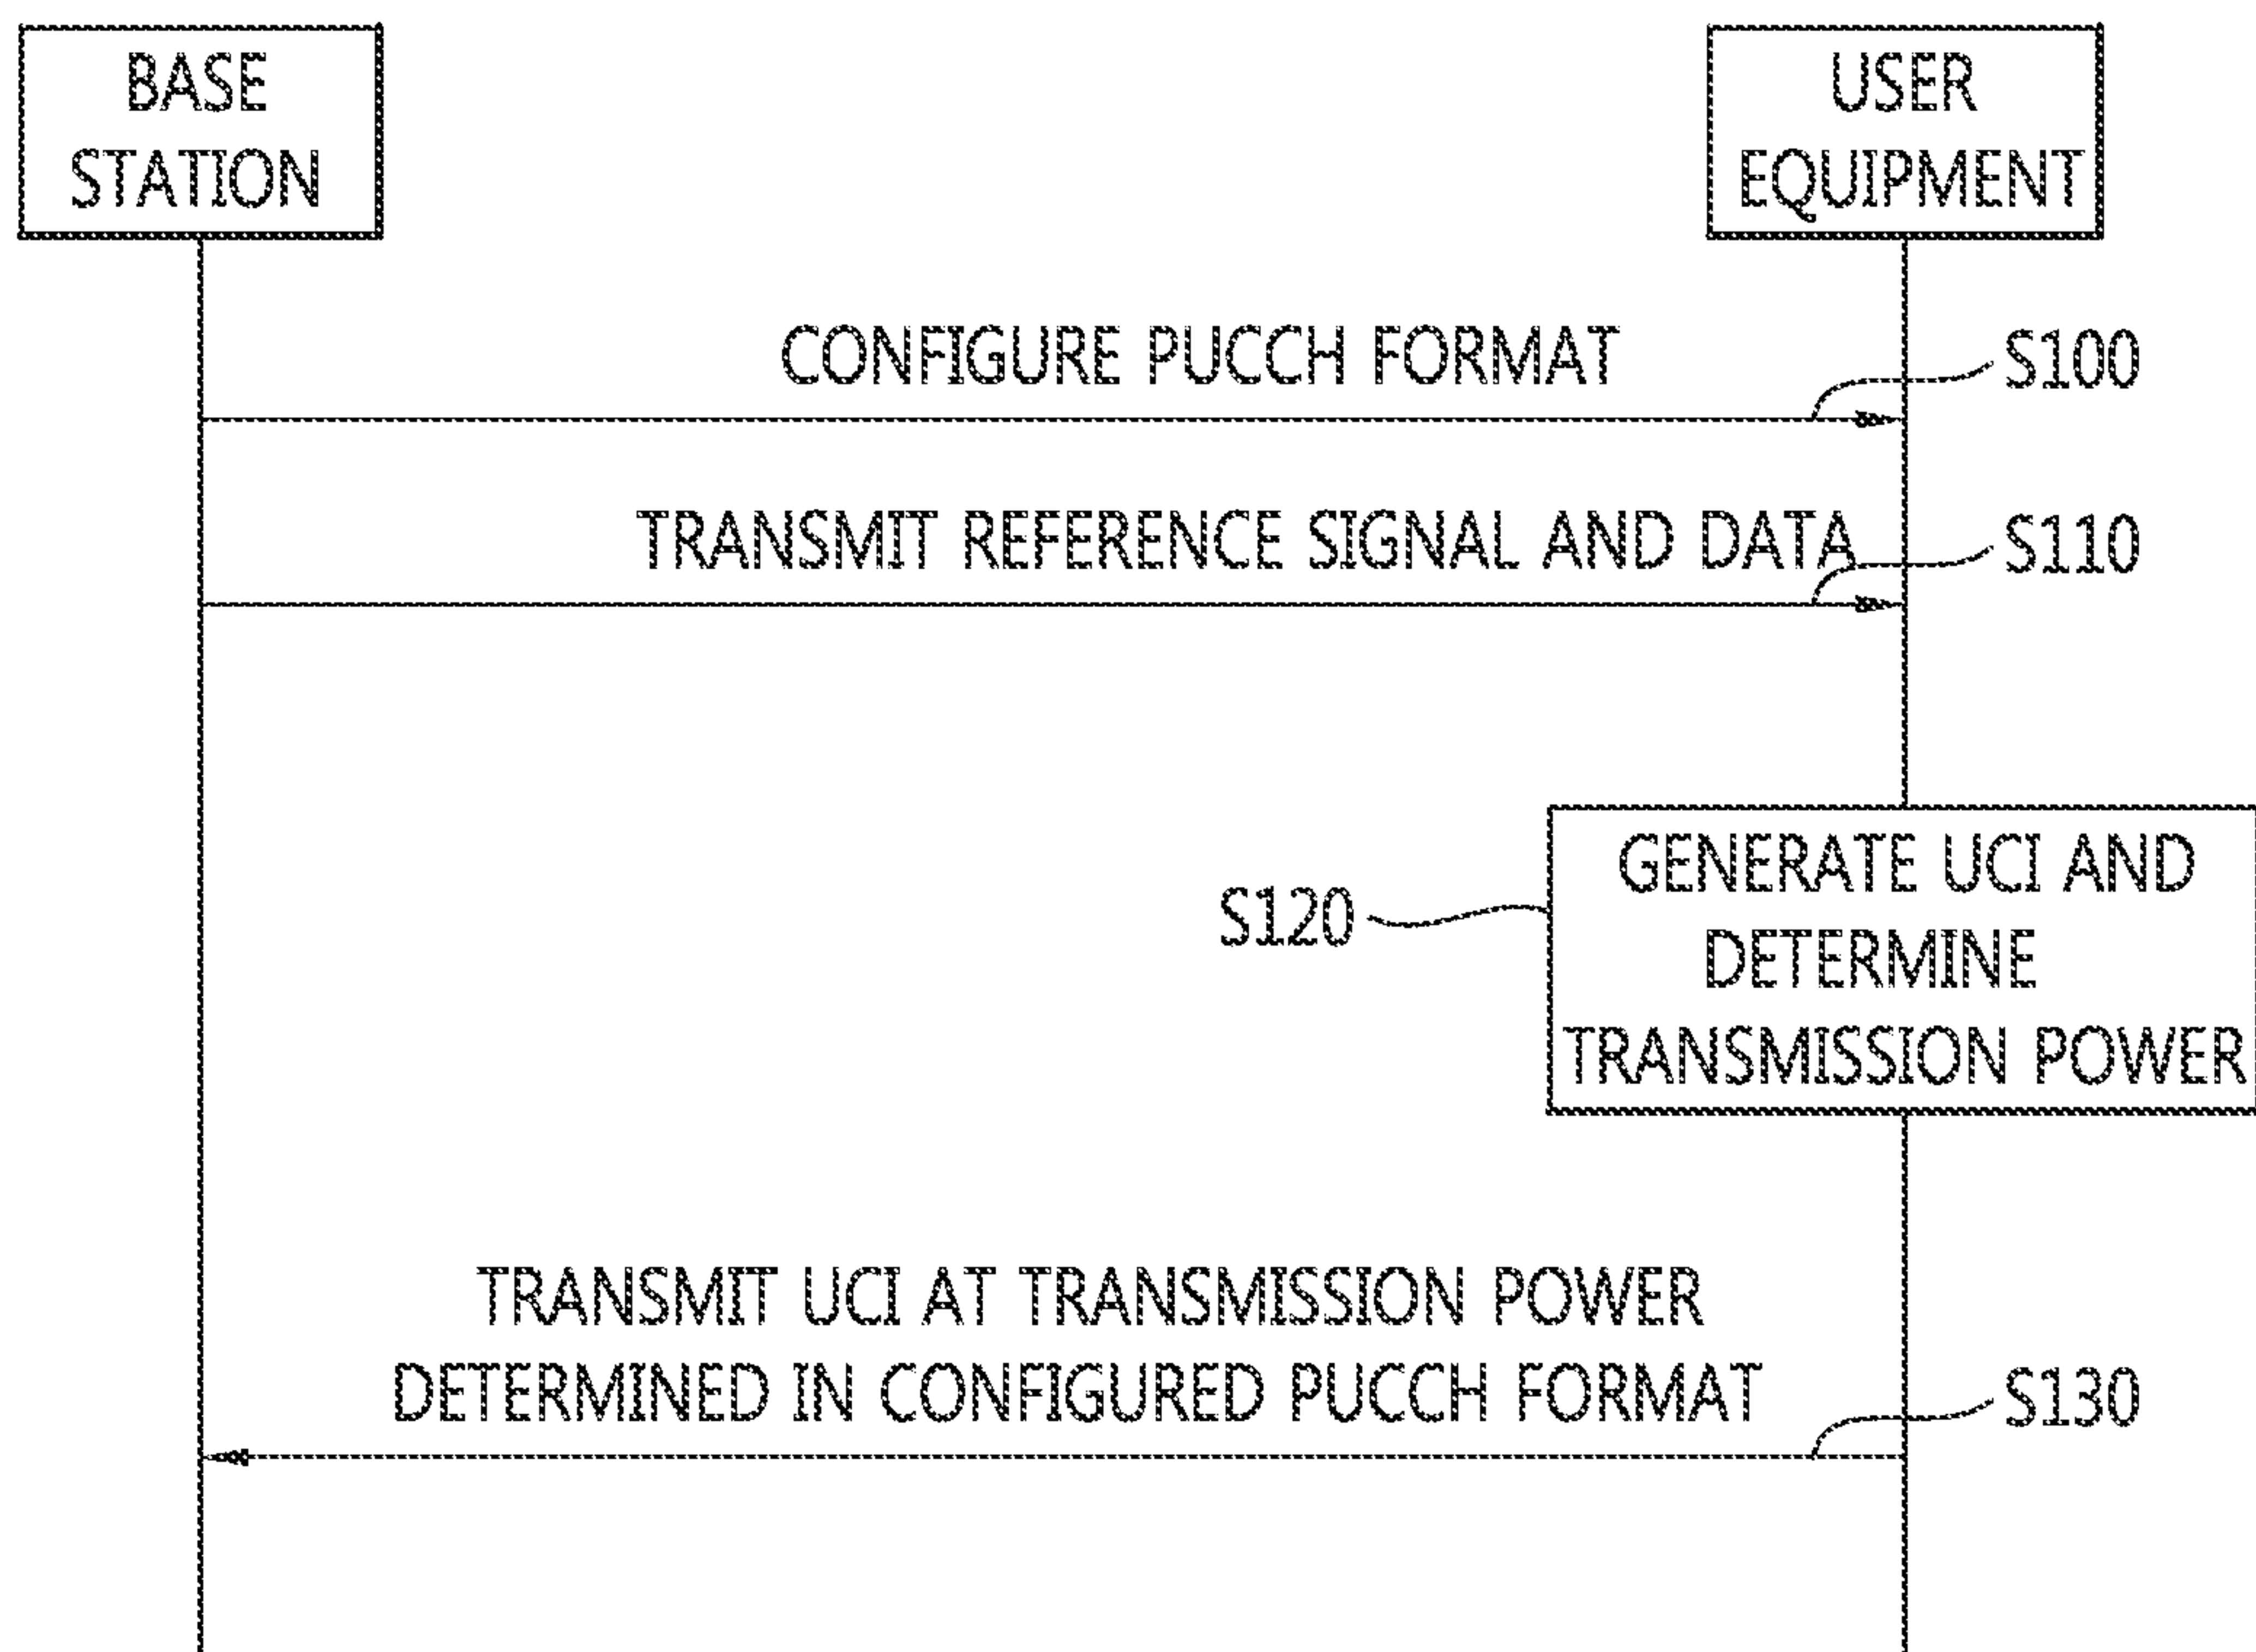 BASE
STATION
USER
EQUIPMENT
CONFIGURE PUCCH FORMAT
S100
TRANSMIT REFERENCE SIGNAL AND DATA
S110
S120
GENERATE UCI AND
DETERMINE
TRANSMISSION POWER
TRANSMIT UCI AT TRANSMISSION POWER
DETERMINED IN CONFIGURED PUCCH FORMAT
S130